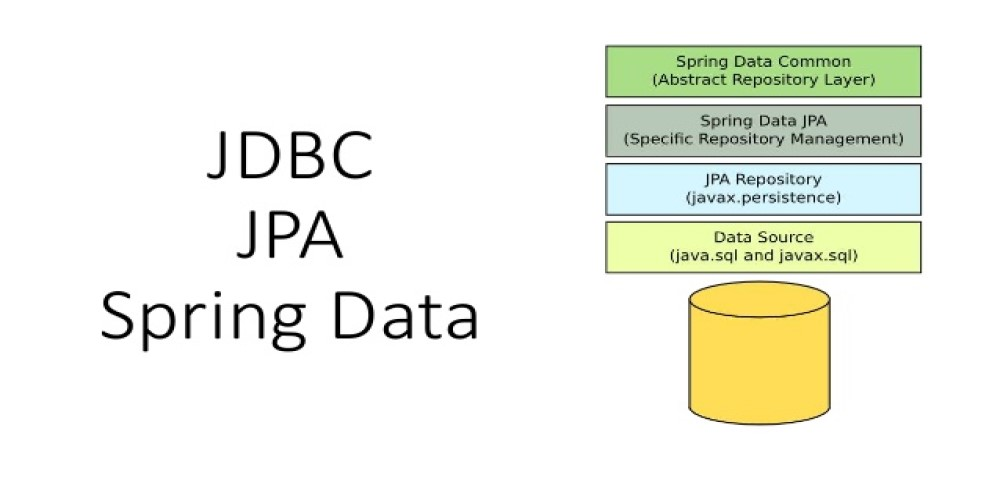 JDBC
JPA
Spring Data
Spring Data Common
(Abstract Repository Layer)
Spring Data JPA
(Specific Repository Management)
JPA Repository
(javax.persistence)
Data Source
(java.sql and javax.sql)